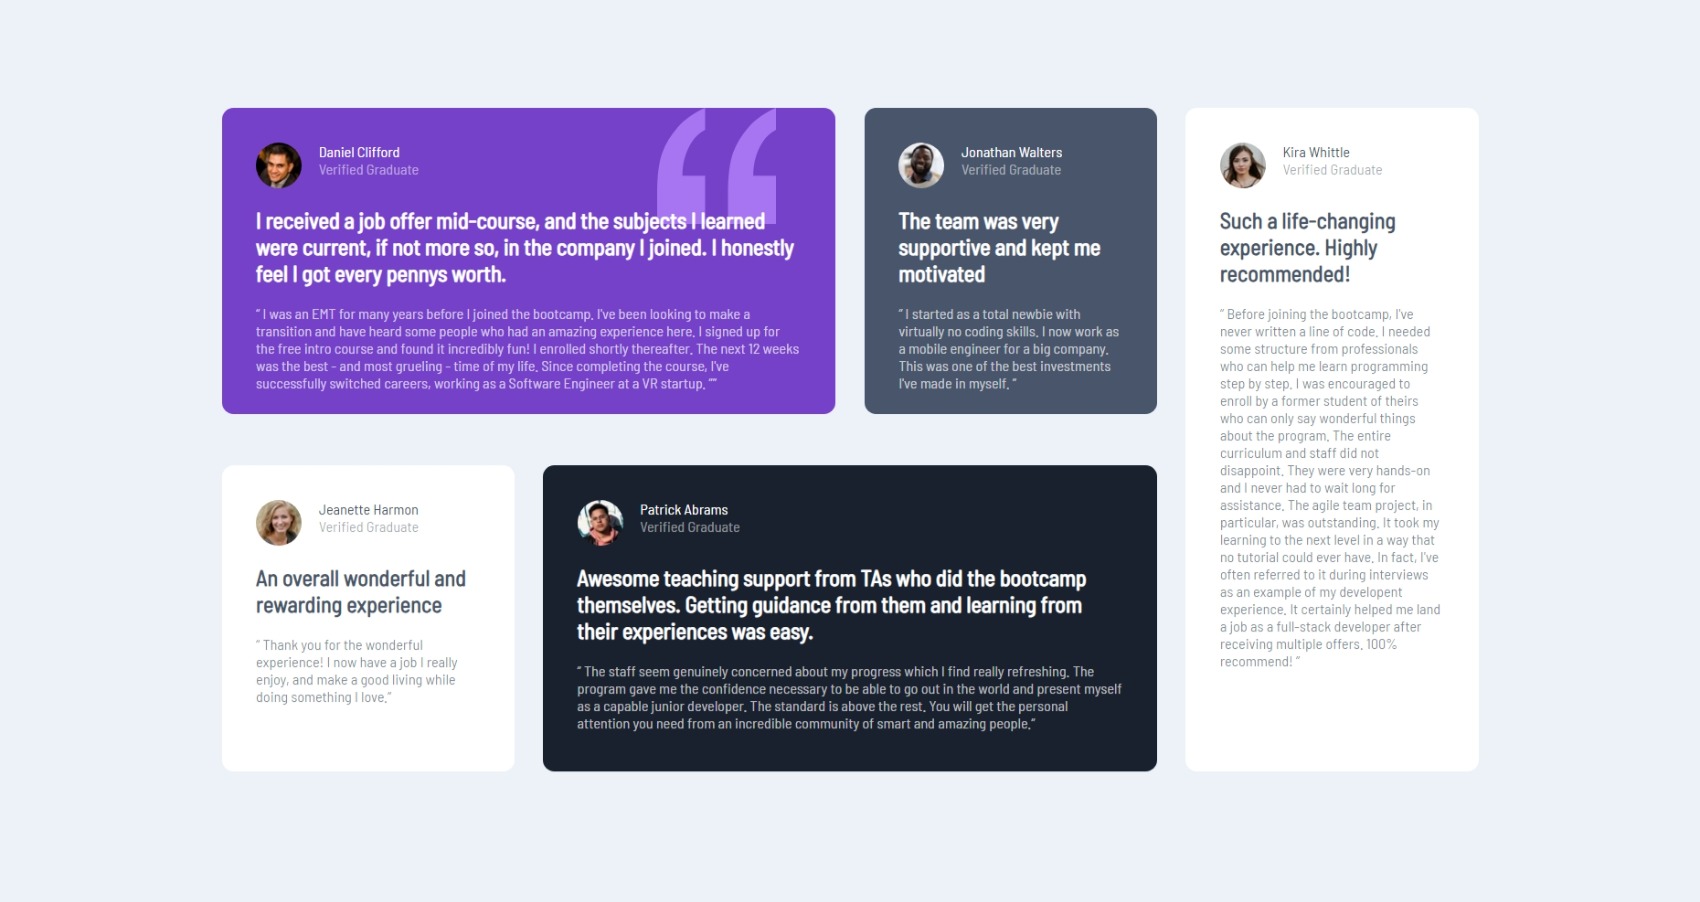 Daniel Clifford
Verified Graduate
I received a job offer mid-course, and the subjects I learned
were current, if not more so, in the company I joined. I honestly
feel I got every pennys worth.
“ I was an EMT for many years before I joined the bootcamp. I've been looking to make a
transition and have heard some people who had an amazing experience here. I signed up for
the free intro course and found it incredibly fun! I enrolled shortly thereafter. The next 12 weeks
was the best - and most grueling - time of my life. Since completing the course, I've
successfully switched careers, working as a Software Engineer at a VR startup. ””
Jonathan Walters
Verified Graduate
The team was very
supportive and kept me
motivated
“ I started as a total newbie with
virtually no coding skills. I now work as
a mobile engineer for a big company.
This was one of the best investments
I've made in myself. ”
Kira Whittle
Verified Graduate
Such a life-changing
experience. Highly
recommended!
“ Before joining the bootcamp, I've
never written a line of code. I needed
some structure from professionals
who can help me learn programming
step by step. I was encouraged to
enroll by a former student of theirs
who can only say wonderful things
about the program. The entire
curriculum and staff did not
disappoint. They were very hands-on
and I never had to wait long for
assistance. The agile team project, in
particular, was outstanding. It took my
learning to the next level in a way that
no tutorial could ever have. In fact, I've
often referred to it during interviews
as an example of my developent
experience. It certainly helped me land
a job as a full-stack developer after
receiving multiple offers. 100%
recommend! ”
Jeanette Harmon
Verified Graduate
An overall wonderful and
rewarding experience
“ Thank you for the wonderful
experience! I now have a job I really
enjoy, and make a good living while
doing something I love.”
Patrick Abrams
Verified Graduate
Awesome teaching support from TAs who did the bootcamp
themselves. Getting guidance from them and learning from
their experiences was easy.
“ The staff seem genuinely concerned about my progress which I find really refreshing. The
program gave me the confidence necessary to be able to go out in the world and present myself
as a capable junior developer. The standard is above the rest. You will get the personal
attention you need from an incredible community of smart and amazing people.”